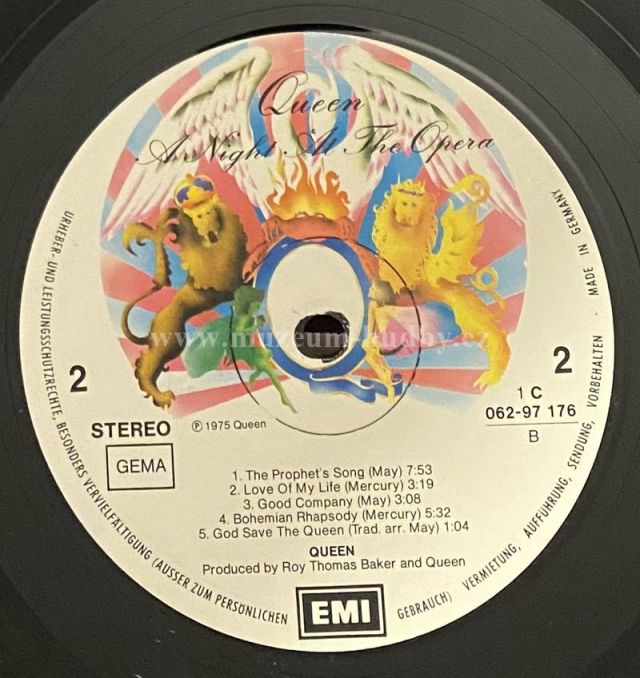 Queen
A Night At The Opera
www.muzeum-hudby.cz
2
STEREO
GEMA
℗ 1975 Queen
2
1 C
062-97 176
B
1. The Prophet's Song (May) 7:53
2. Love Of My Life (Mercury) 3:19
3. Good Company (May) 3:08
4. Bohemian Rhapsody (Mercury) 5:32
5. God Save The Queen (Trad. arr. May) 1:04
QUEEN
Produced by Roy Thomas Baker and Queen
EMI
URHEBER- UND LEISTUNGSSCHUTZRECHTE, BESONDERS VERVIELFÄLTIGUNG (AUSSER ZUM PERSÖNLICHEN GEBRAUCH) VERMIETUNG, AUFFÜHRUNG, SENDUNG, VORBEHALTEN · MADE IN GERMANY